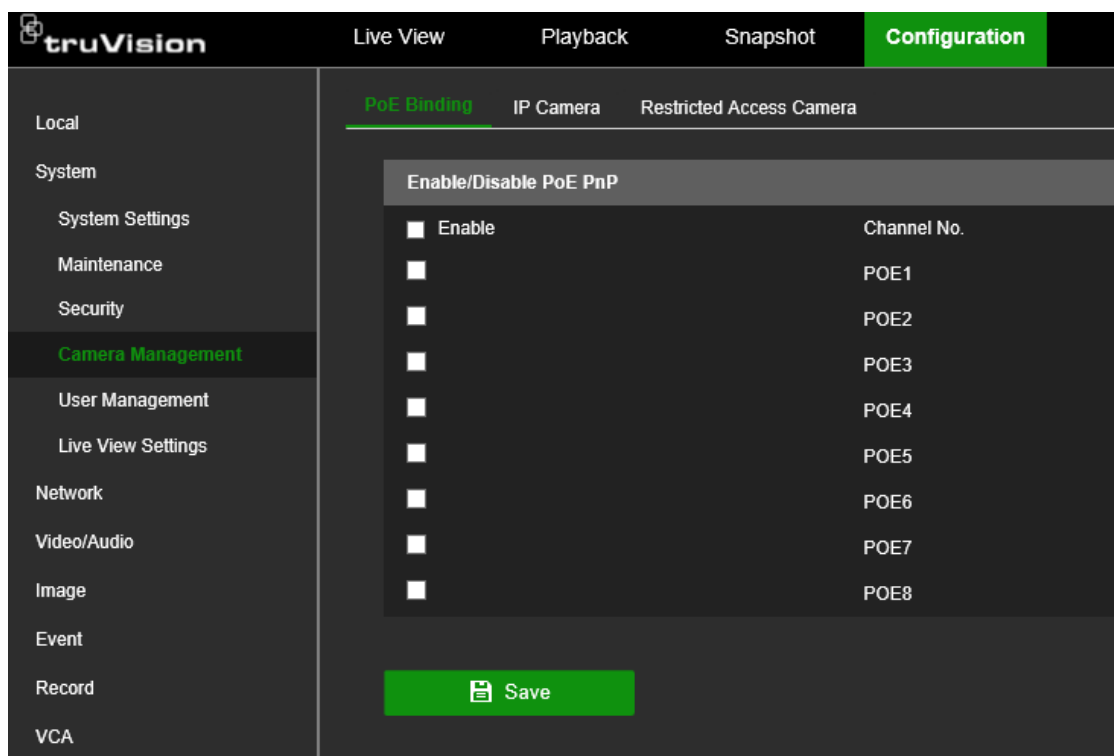 truVision
Live View Playback Snapshot Configuration
Local
System
System Settings
Maintenance
Security
Camera Management
User Management
Live View Settings
Network
Video/Audio
Image
Event
Record
VCA
PoE Binding IP Camera Restricted Access Camera
Enable/Disable PoE PnP
Enable Channel No.
POE1
POE2
POE3
POE4
POE5
POE6
POE7
POE8
Save